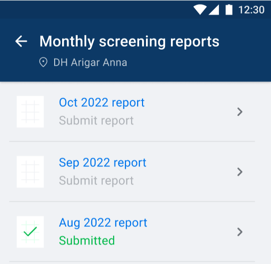 12:30
Monthly screening reports
DH Arigar Anna
Oct 2022 report
Submit report
Sep 2022 report
Submit report
Aug 2022 report
Submitted